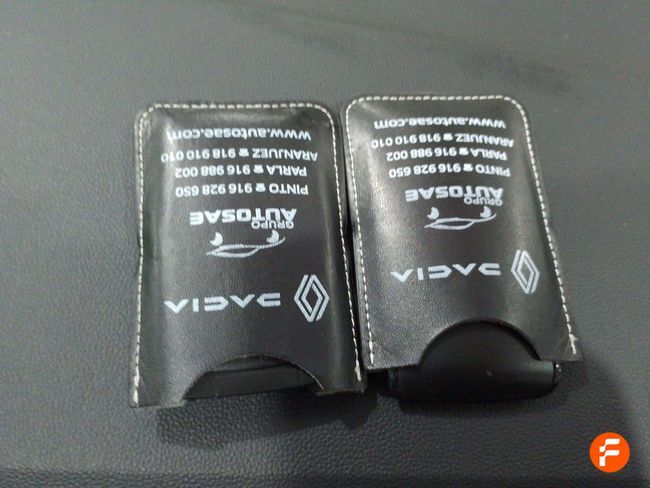 DACIA
GRUPO
AUTOSAE
PINTO ☎ 916 928 650
PARLA ☎ 916 988 002
ARANJUEZ ☎ 918 910 010
www.autosae.com
DACIA
GRUPO
AUTOSAE
PINTO ☎ 916 928 650
PARLA ☎ 916 988 002
ARANJUEZ ☎ 918 910 010
www.autosae.com
F